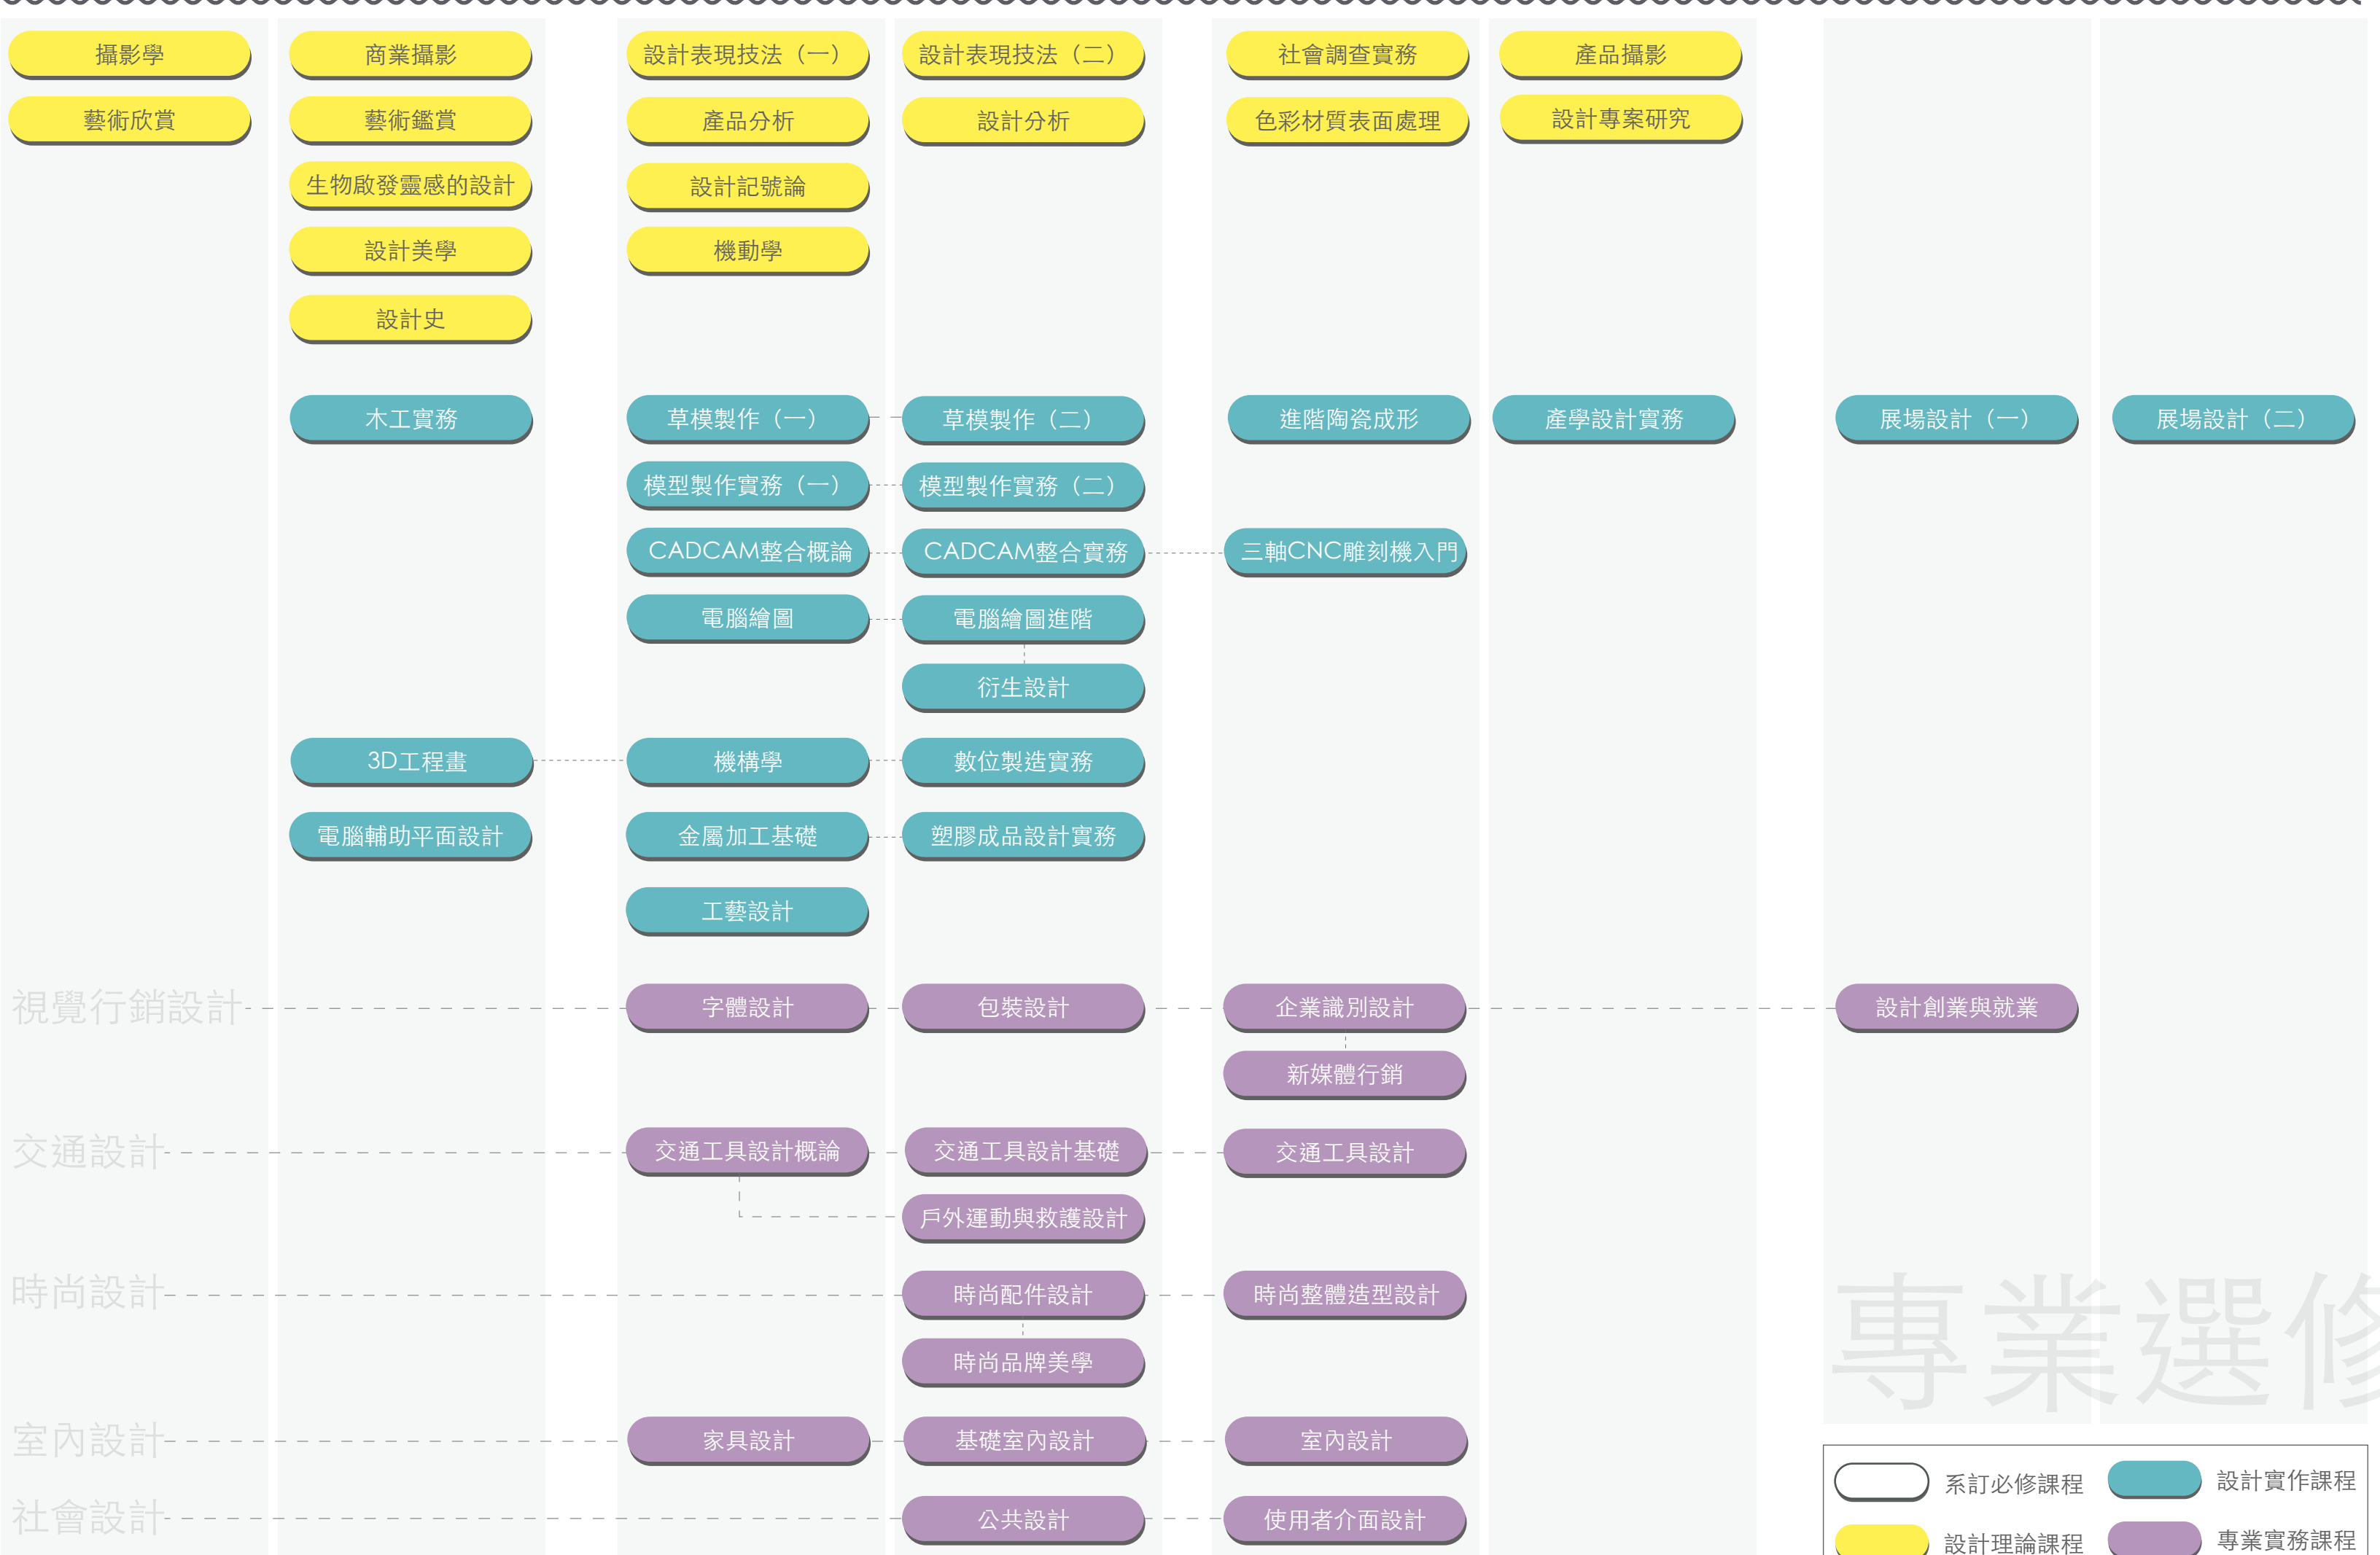 攝影學
商業攝影
設計表現技法（一）
設計表現技法（二）
社會調查實務
產品攝影
藝術欣賞
藝術鑑賞
產品分析
設計分析
色彩材質表面處理
設計專案研究
生物啟發靈感的設計
設計記號論
設計美學
機動學
設計史
木工實務
草模製作（一）
草模製作（二）
進階陶瓷成形
產學設計實務
展場設計（一）
展場設計（二）
模型製作實務（一）
模型製作實務（二）
CADCAM整合概論
CADCAM整合實務
三軸CNC雕刻機入門
電腦繪圖
電腦繪圖進階
衍生設計
3D工程畫
機構學
數位製造實務
電腦輔助平面設計
金屬加工基礎
塑膠成品設計實務
工藝設計
視覺行銷設計
字體設計
包裝設計
企業識別設計
設計創業與就業
新媒體行銷
交通設計
交通工具設計概論
交通工具設計基礎
交通工具設計
戶外運動與救護設計
時尚設計
時尚配件設計
時尚整體造型設計
時尚品牌美學
專業選修
室內設計
家具設計
基礎室內設計
室內設計
社會設計
公共設計
使用者介面設計
系訂必修課程
設計實作課程
設計理論課程
專業實務課程